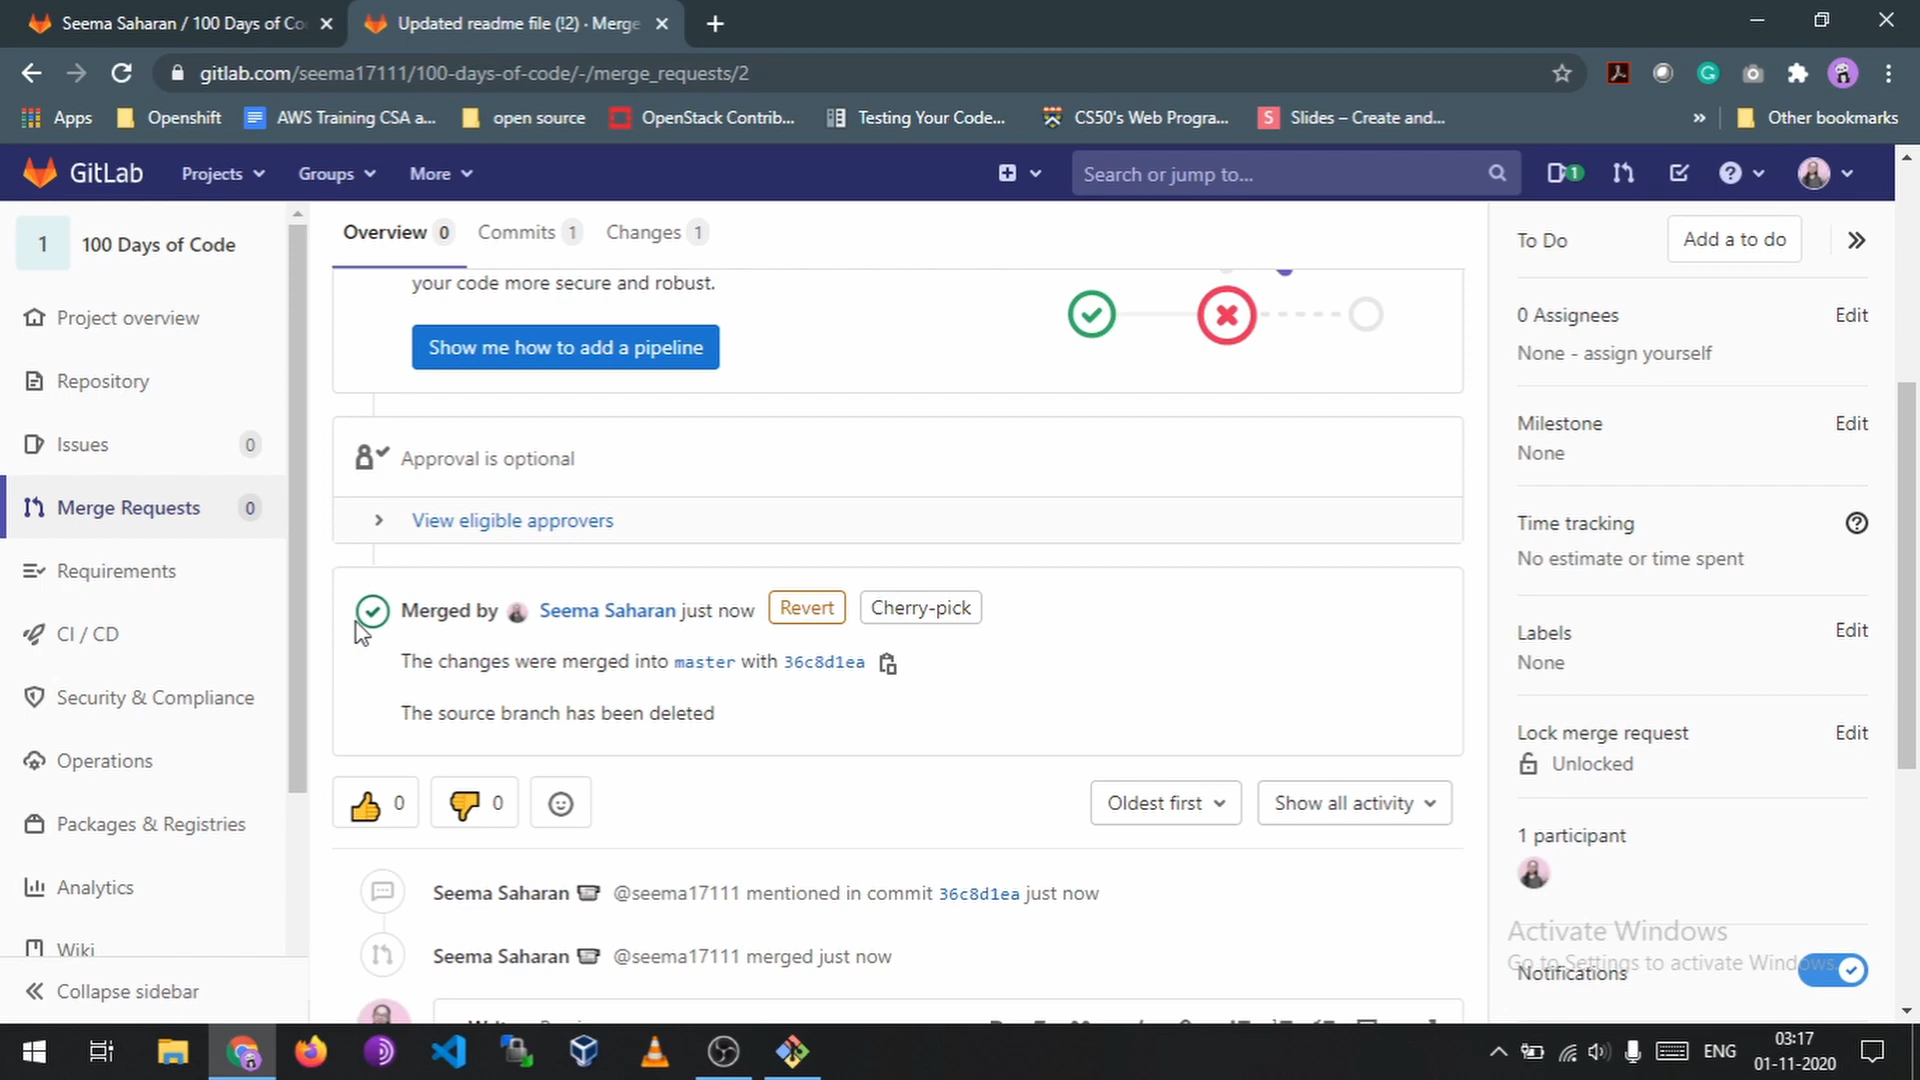 Seema Saharan / 100 Days of Co
Updated readme file (!2) · Merge
gitlab.com/seema17111/100-days-of-code/-/merge_requests/2
Apps
Openshift
AWS Training CSA a...
open source
OpenStack Contrib...
Testing Your Code...
CS50's Web Progra...
S
Slides – Create and...
»
Other bookmarks
GitLab
Projects
Groups
More
Search or jump to...
1
1
100 Days of Code
Project overview
Repository
Issues 0
Merge Requests 0
Requirements
CI / CD
Security & Compliance
Operations
Packages & Registries
Analytics
Wiki
Collapse sidebar
Overview 0
Commits 1
Changes 1
your code more secure and robust.
Show me how to add a pipeline
Approval is optional
View eligible approvers
Merged by Seema Saharan just now
Revert
Cherry-pick
The changes were merged into master with 36c8d1ea
The source branch has been deleted
0
0
Oldest first
Show all activity
Seema Saharan @seema17111 mentioned in commit 36c8d1ea just now
Seema Saharan @seema17111 merged just now
To Do
Add a to do
0 Assignees
Edit
None - assign yourself
Milestone
Edit
None
Time tracking
No estimate or time spent
Labels
Edit
None
Lock merge request
Edit
Unlocked
1 participant
Activate Windows
Go to Settings to activate Windows.
Notifications
ENG
03:17
01-11-2020